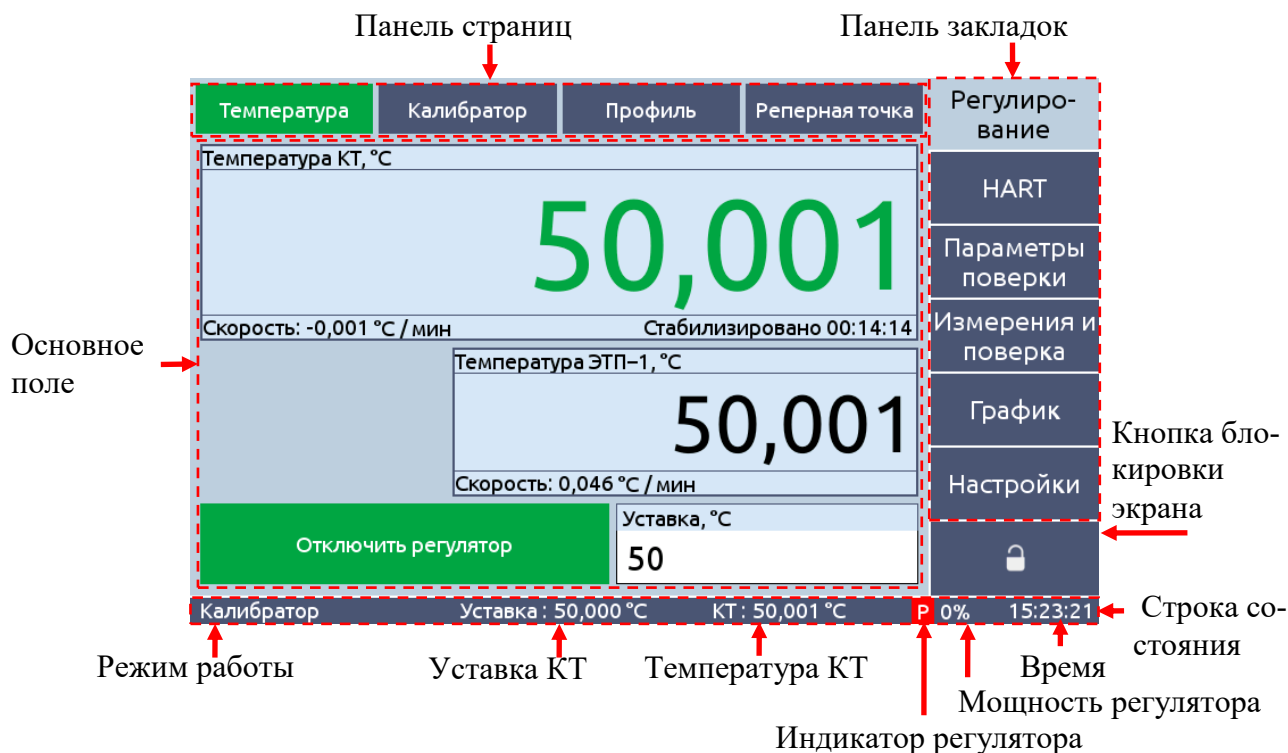 Панель страниц
Панель закладок
Температура
Калибратор
Профиль
Реперная точка
Регулиро-
вание
Температура КТ, °C
50,001
Скорость: -0,001 °C / мин
Стабилизировано 00:14:14
HART
Параметры
поверки
Измерения и
поверка
График
Настройки
Основное
поле
Температура ЭТП–1, °C
50,001
Скорость: 0,046 °C / мин
Кнопка бло-
кировки
экрана
Отключить регулятор
Уставка, °C
50
Калибратор
Уставка : 50,000 °C
КТ : 50,001 °C
P
0%
15:23:21
Строка со-
стояния
Режим работы
Уставка КТ
Температура КТ
Время
Мощность регулятора
Индикатор регулятора